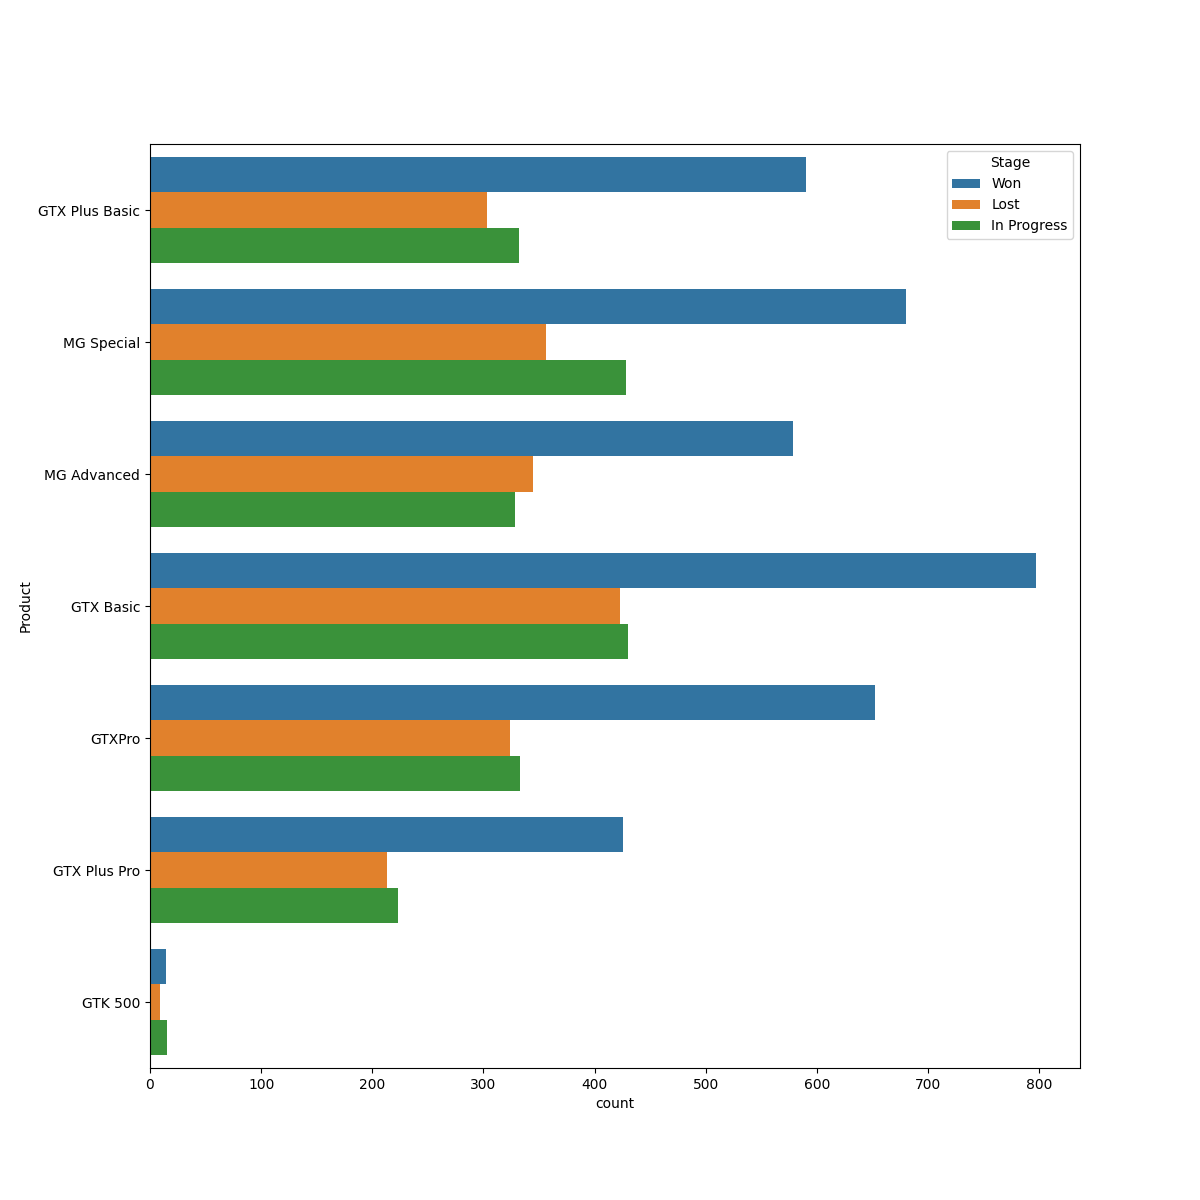 Stage
Won
Lost
In Progress
GTX Plus Basic
MG Special
MG Advanced
GTX Basic
GTXPro
GTX Plus Pro
GTK 500
Product
0 100 200 300 400 500 600 700 800
count